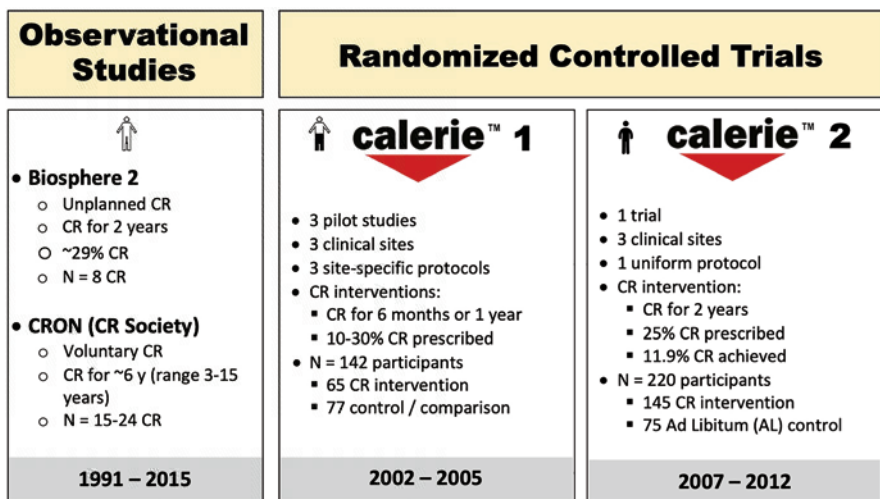 Observational
Studies
Randomized Controlled Trials
• Biosphere 2
o Unplanned CR
o CR for 2 years
o ~29% CR
o N = 8 CR
• CRON (CR Society)
o Voluntary CR
o CR for ~6 y (range 3-15
years)
o N = 15-24 CR
1991 – 2015
calerie™ 1
• 3 pilot studies
• 3 clinical sites
• 3 site-specific protocols
• CR interventions:
▪ CR for 6 months or 1 year
▪ 10-30% CR prescribed
• N = 142 participants
▪ 65 CR intervention
▪ 77 control / comparison
2002 – 2005
calerie™ 2
• 1 trial
• 3 clinical sites
• 1 uniform protocol
• CR intervention:
▪ CR for 2 years
▪ 25% CR prescribed
▪ 11.9% CR achieved
• N = 220 participants
▪ 145 CR intervention
▪ 75 Ad Libitum (AL) control
2007 – 2012